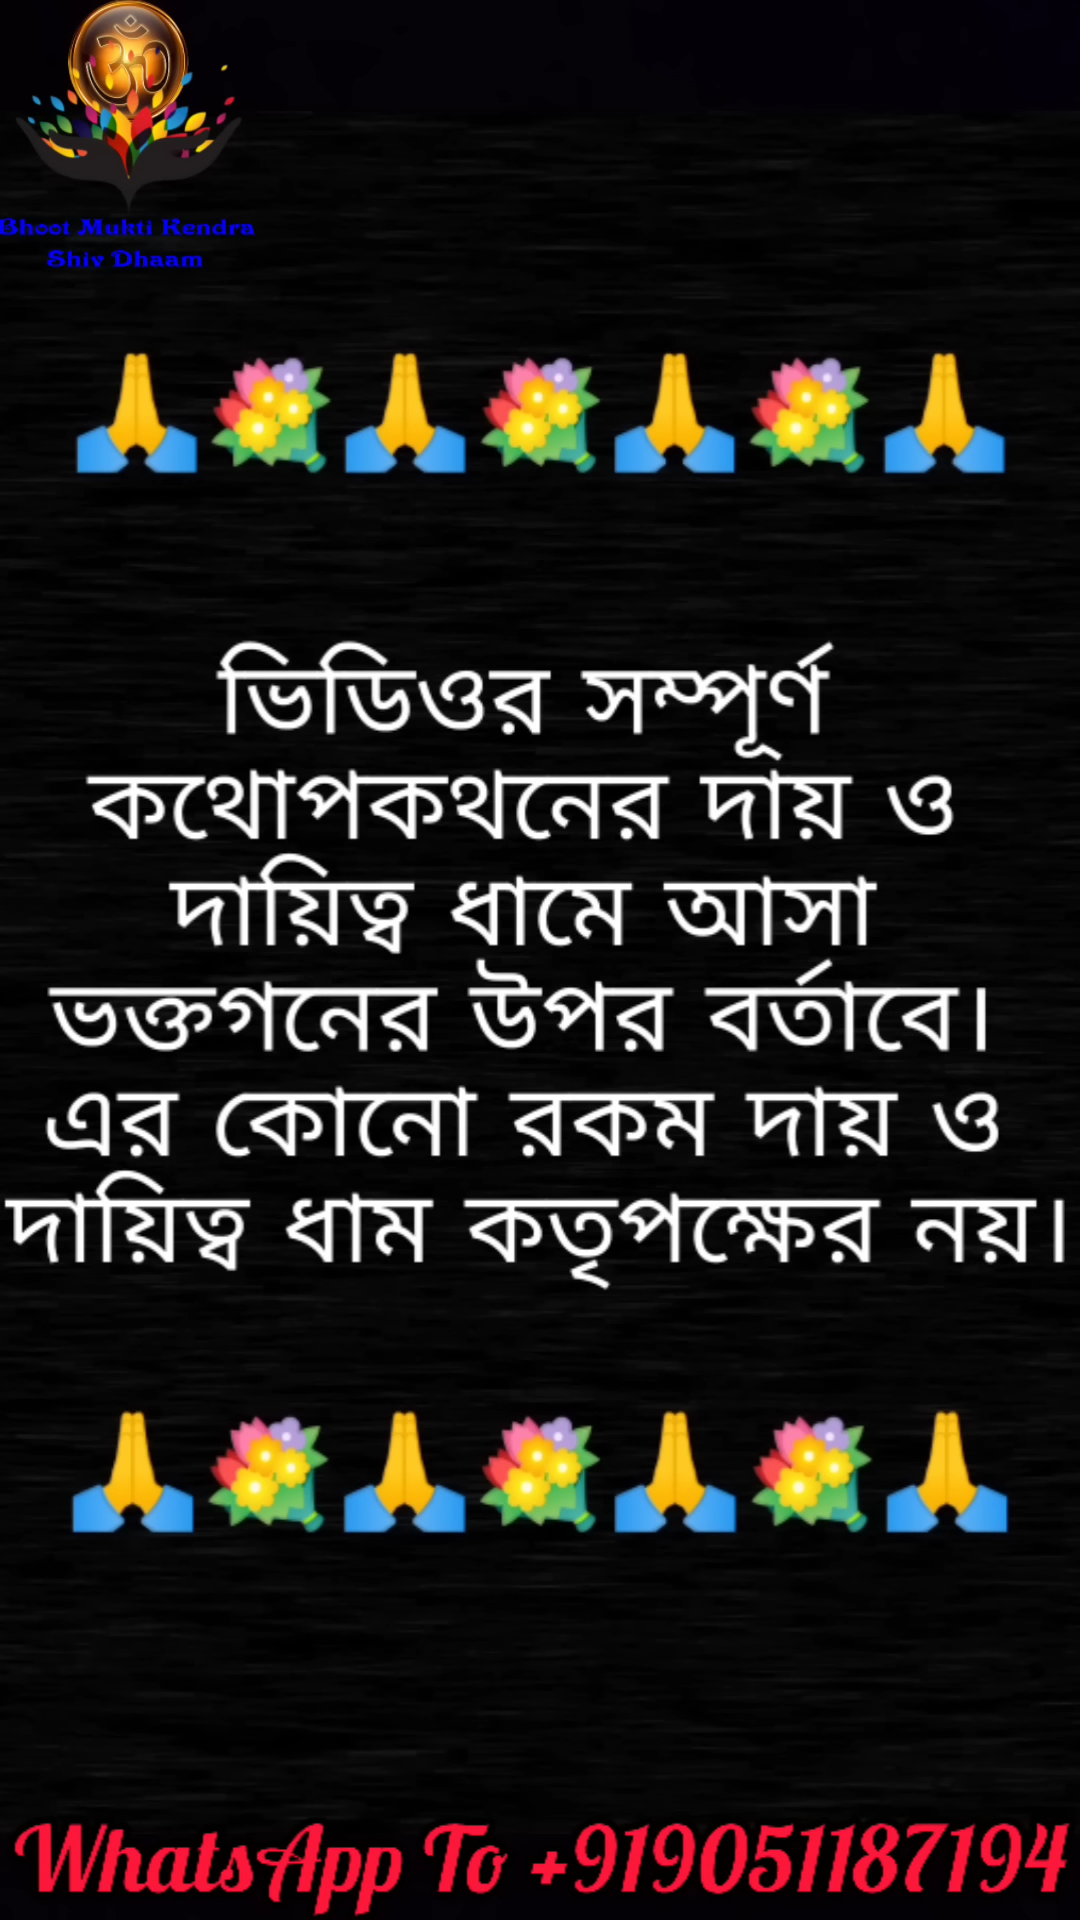 Bhoot Mukti Kendra
Shiv Dhaam
ভিডিওর সম্পূর্ণ
কথোপকথনের দায় ও
দায়িত্ব ধামে আসা
ভক্তগনের উপর বর্তাবে।
এর কোনো রকম দায় ও
দায়িত্ব ধাম কতৃপক্ষের নয়।
WhatsApp To +919051187194